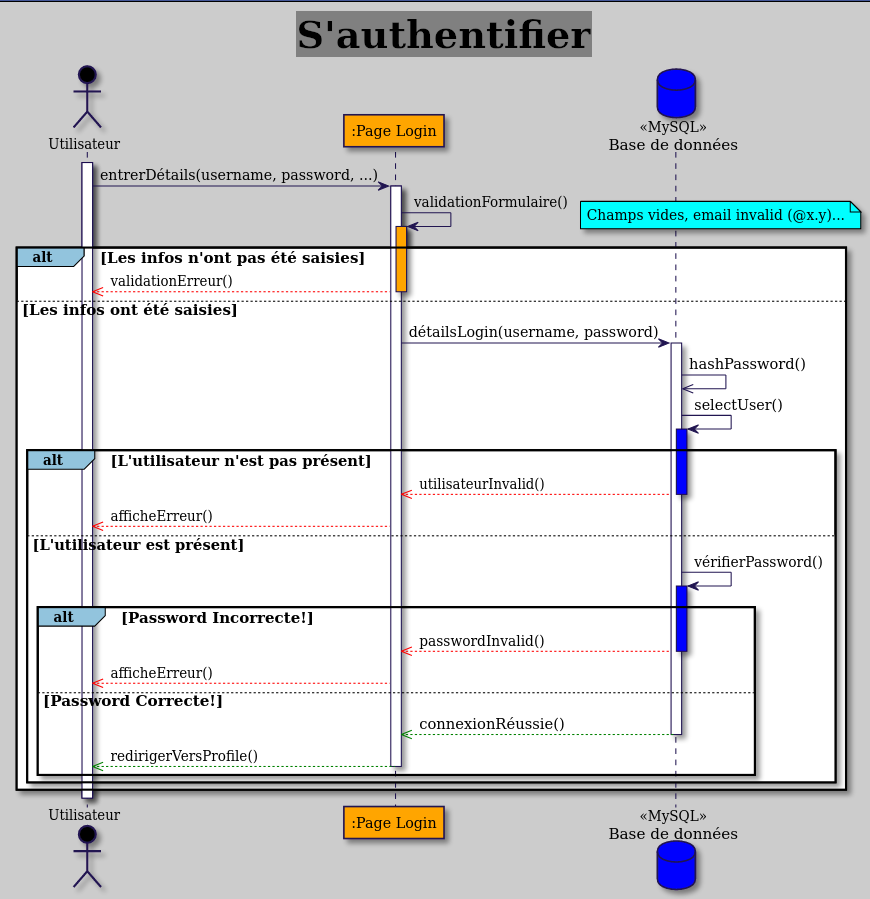 S'authentifier
Utilisateur
:Page Login
«MySQL»
Base de données
entrerDétails(username, password, ...)
validationFormulaire()
Champs vides, email invalid (@x.y)...
alt
[Les infos n'ont pas été saisies]
validationErreur()
[Les infos ont été saisies]
détailsLogin(username, password)
hashPassword()
selectUser()
alt
[L'utilisateur n'est pas présent]
utilisateurInvalid()
afficheErreur()
[L'utilisateur est présent]
vérifierPassword()
alt
[Password Incorrecte!]
passwordInvalid()
afficheErreur()
[Password Correcte!]
connexionRéussie()
redirigerVersProfile()
Utilisateur
:Page Login
«MySQL»
Base de données